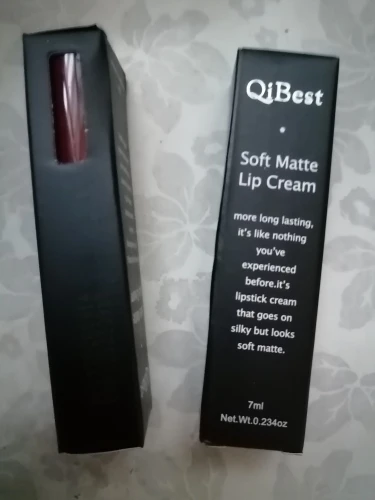 QiBest
Soft Matte
Lip Cream
more long lasting,
it's like nothing
you've
experienced
before.it's
lipstick cream
that goes on
silky but looks
soft matte.
7ml
Net.Wt.0.234oz